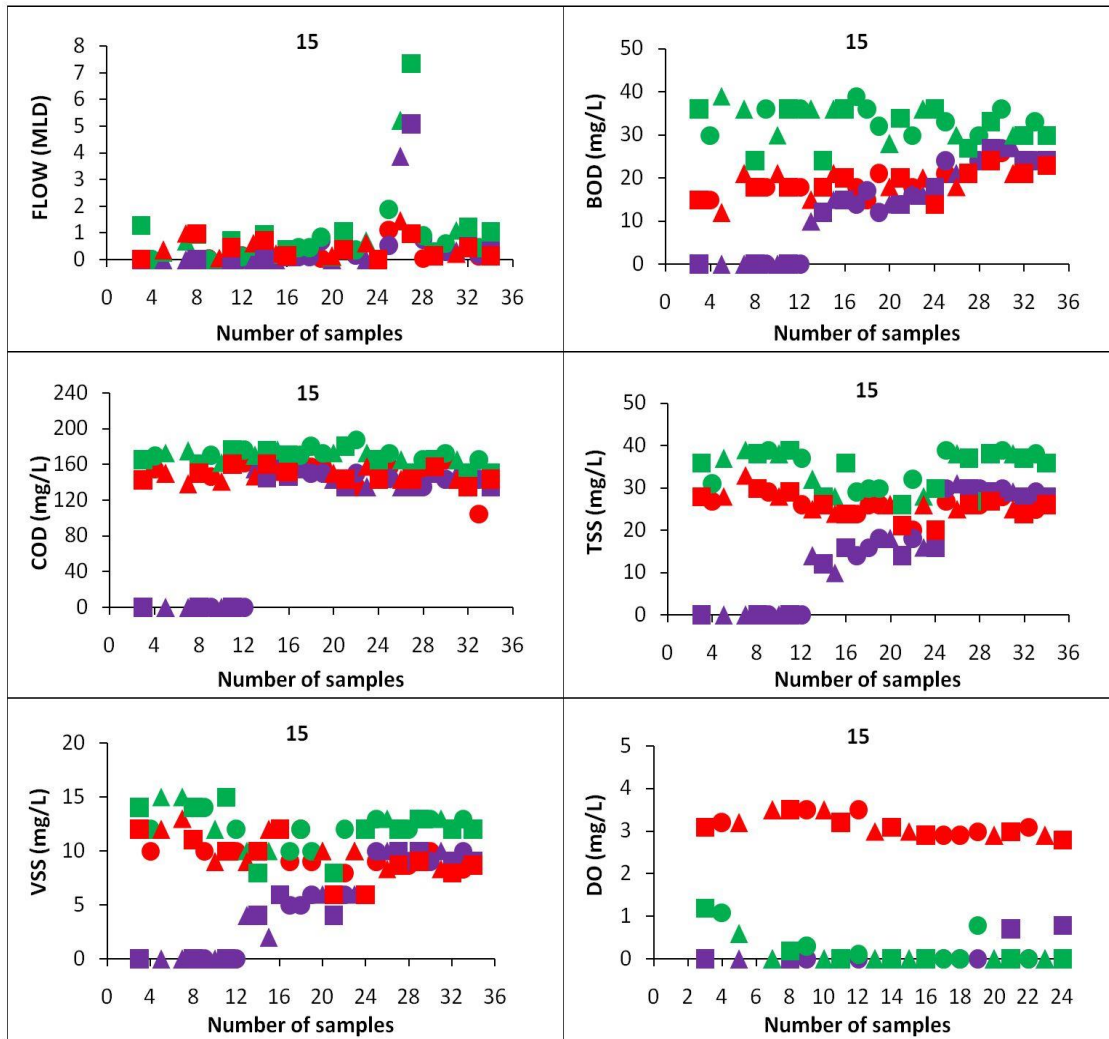 15
FLOW (MLD)
8
7
6
5
4
3
2
1
0
0 4 8 12 16 20 24 28 32 36
Number of samples
15
BOD (mg/L)
50
40
30
20
10
0
0 4 8 12 16 20 24 28 32 36
Number of samples
15
COD (mg/L)
240
200
160
120
80
40
0
0 4 8 12 16 20 24 28 32 36
Number of samples
15
TSS (mg/L)
50
40
30
20
10
0
0 4 8 12 16 20 24 28 32 36
Number of samples
15
VSS (mg/L)
20
15
10
5
0
0 4 8 12 16 20 24 28 32 36
Number of samples
15
DO (mg/L)
5
4
3
2
1
0
0 2 4 6 8 10 12 14 16 18 20 22 24
Number of samples